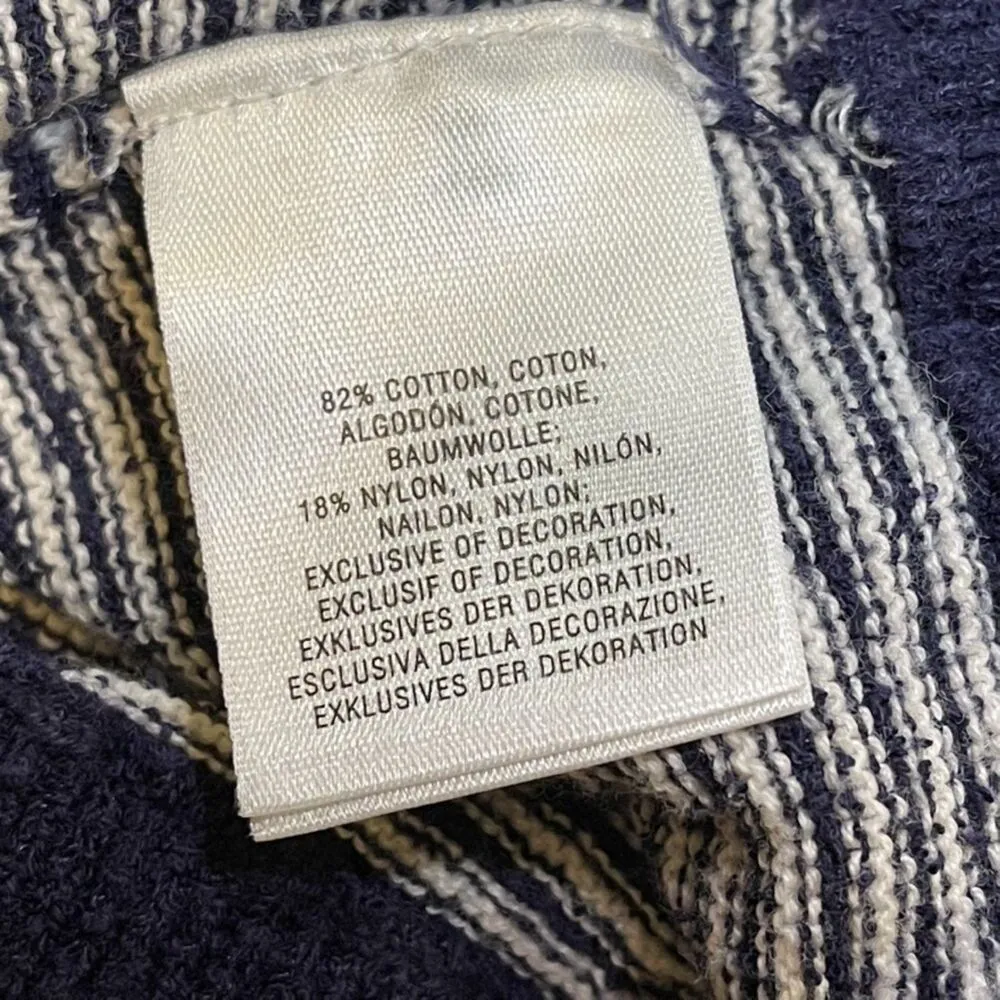 82% COTTON, COTON,
ALGODÓN, COTONE,
BAUMWOLLE;
18% NYLON, NYLON, NILÓN,
NAILON, NYLON;
EXCLUSIVE OF DECORATION,
EXCLUSIF OF DECORATION,
EXKLUSIVES DER DEKORATION,
ESCLUSIVA DELLA DECORAZIONE,
EXKLUSIVES DER DEKORATION